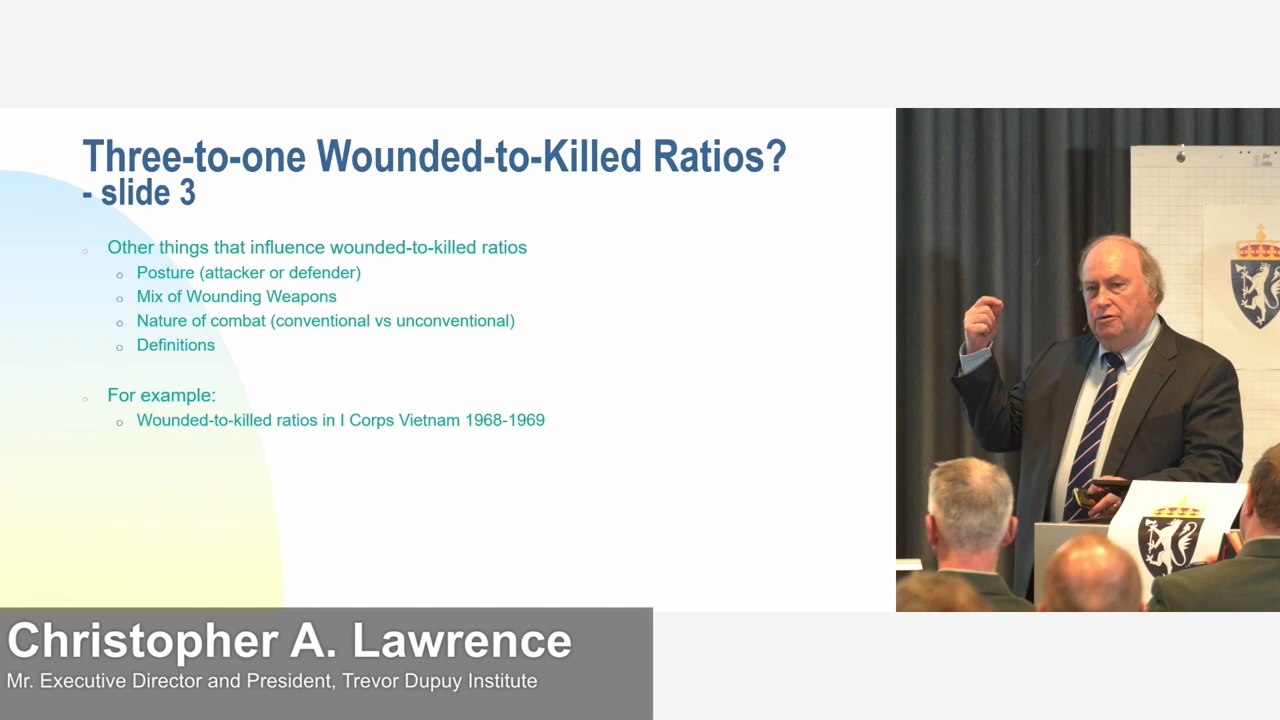 Three-to-one Wounded-to-Killed Ratios?
- slide 3
Other things that influence wounded-to-killed ratios
Posture (attacker or defender)
Mix of Wounding Weapons
Nature of combat (conventional vs unconventional)
Definitions
For example:
Wounded-to-killed ratios in I Corps Vietnam 1968-1969
Christopher A. Lawrence
Mr. Executive Director and President, Trevor Dupuy Institute